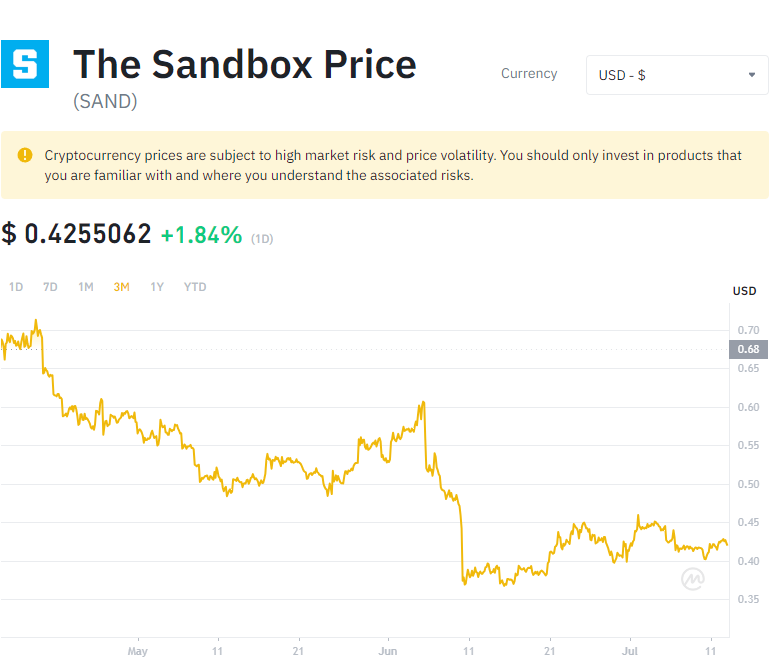 S
The Sandbox Price
(SAND)
Currency
USD - $
Cryptocurrency prices are subject to high market risk and price volatility. You should only invest in products that
you are familiar with and where you understand the associated risks.
$ 0.4255062 +1.84% (1D)
1D 7D 1M 3M 1Y YTD
USD
0.70
0.68
0.65
0.60
0.55
0.50
0.45
0.40
0.35
May 11 21 Jun 11 21 Jul 11